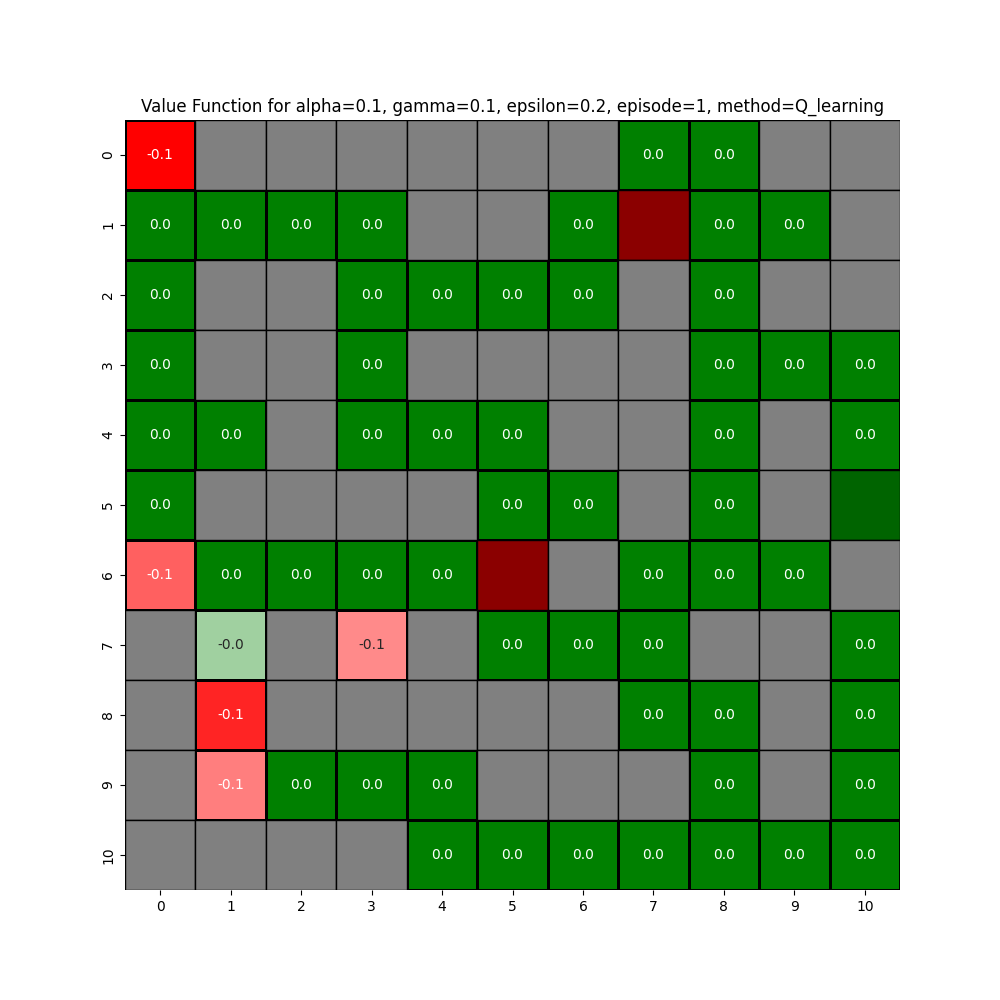 Value Function for alpha=0.1, gamma=0.1, epsilon=0.2, episode=1, method=Q_learning
0 -0.1 0.0 0.0
1 0.0 0.0 0.0 0.0 0.0 0.0 0.0
2 0.0 0.0 0.0 0.0 0.0 0.0
3 0.0 0.0 0.0 0.0 0.0
4 0.0 0.0 0.0 0.0 0.0 0.0 0.0
5 0.0 0.0 0.0 0.0
6 -0.1 0.0 0.0 0.0 0.0 0.0 0.0 0.0
7 -0.0 -0.1 0.0 0.0 0.0 0.0
8 -0.1 0.0 0.0 0.0
9 -0.1 0.0 0.0 0.0 0.0 0.0
10 0.0 0.0 0.0 0.0 0.0 0.0 0.0
0 1 2 3 4 5 6 7 8 9 10